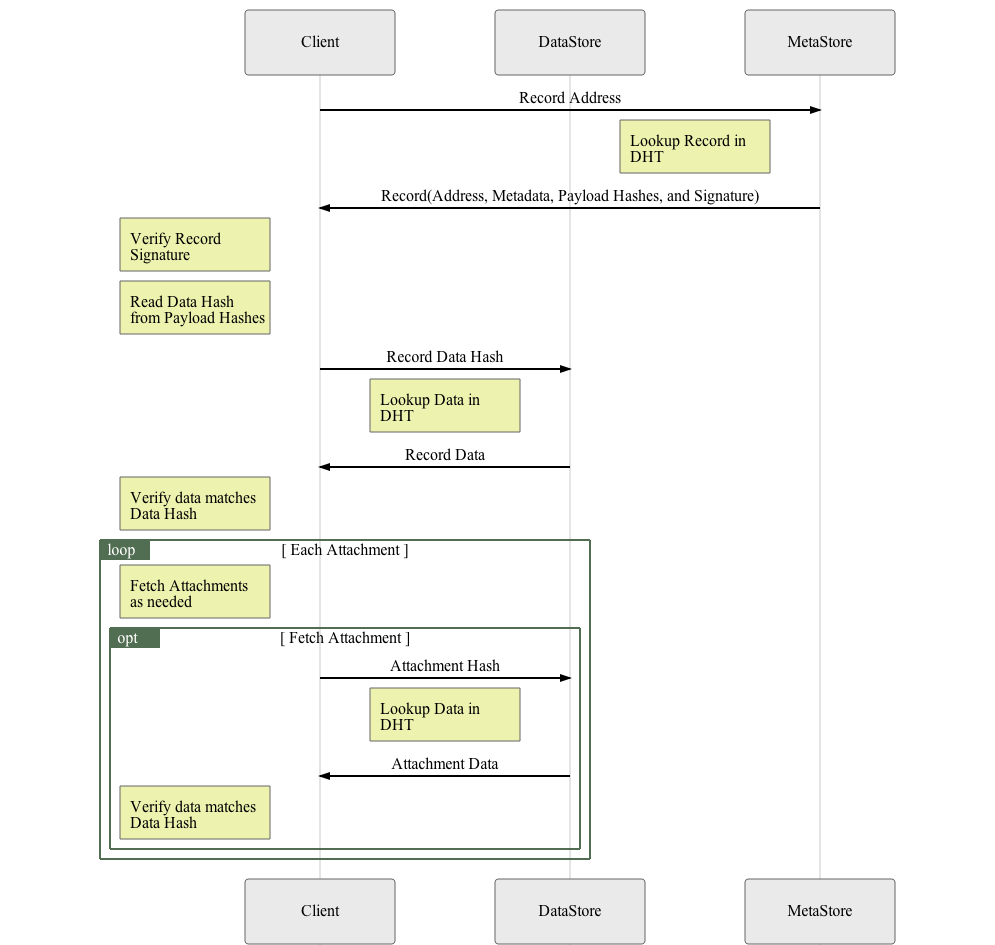 Client
DataStore
MetaStore
Record Address
Lookup Record in
DHT
Record(Address, Metadata, Payload Hashes, and Signature)
Verify Record
Signature
Read Data Hash
from Payload Hashes
Record Data Hash
Lookup Data in
DHT
Record Data
Verify data matches
Data Hash
loop
[ Each Attachment ]
Fetch Attachments
as needed
opt
[ Fetch Attachment ]
Attachment Hash
Lookup Data in
DHT
Attachment Data
Verify data matches
Data Hash
Client
DataStore
MetaStore